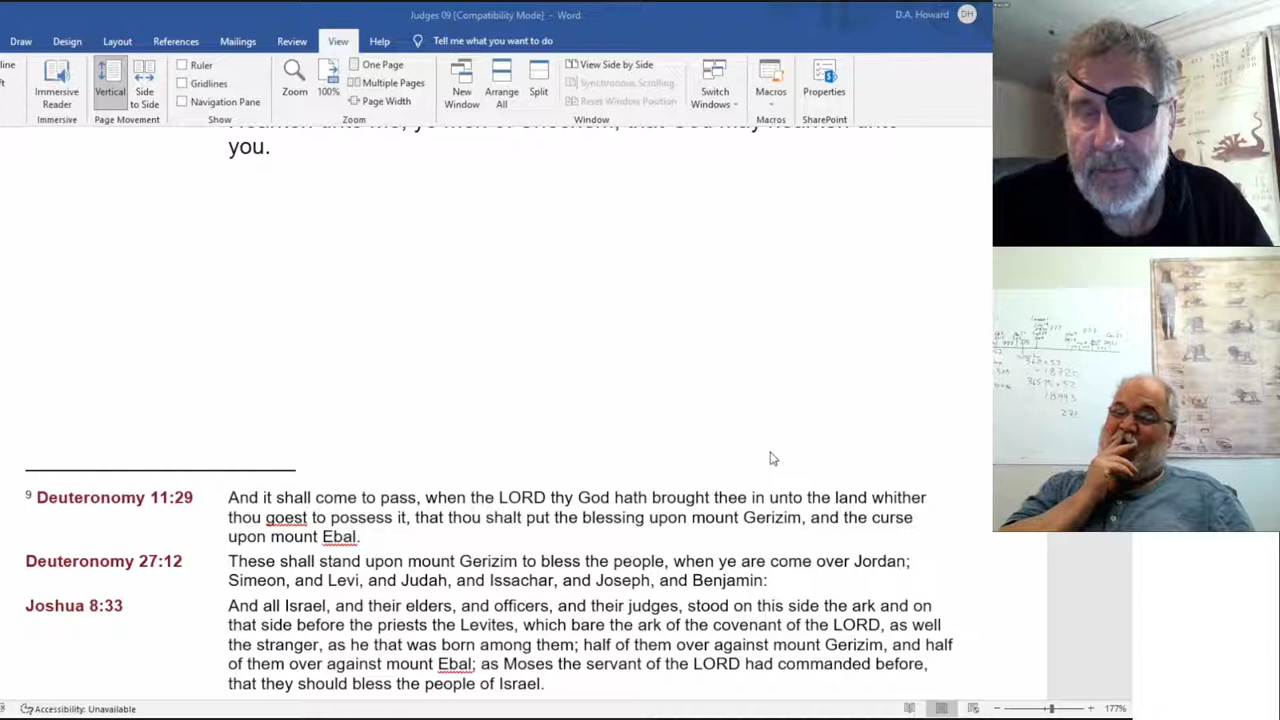 Judges 09 [Compatibility Mode] - Word
D.A. Howard DH
Draw Design Layout References Mailings Review View Help Tell me what you want to do
Immersive Reader
Immersive
Vertical
Side to Side
Page Movement
Ruler
Gridlines
Navigation Pane
Show
Zoom
100%
One Page
Multiple Pages
Page Width
Zoom
New Window
Arrange All
Split
View Side by Side
Synchronous Scrolling
Reset Window Position
Switch Windows
Window
Macros
Macros
Properties
SharePoint
you.
9 Deuteronomy 11:29 And it shall come to pass, when the LORD thy God hath brought thee in unto the land whither
thou goest to possess it, that thou shalt put the blessing upon mount Gerizim, and the curse
upon mount Ebal.
Deuteronomy 27:12 These shall stand upon mount Gerizim to bless the people, when ye are come over Jordan;
Simeon, and Levi, and Judah, and Issachar, and Joseph, and Benjamin:
Joshua 8:33 And all Israel, and their elders, and officers, and their judges, stood on this side the ark and on
that side before the priests the Levites, which bare the ark of the covenant of the LORD, as well
the stranger, as he that was born among them; half of them over against mount Gerizim, and half
of them over against mount Ebal; as Moses the servant of the LORD had commanded before,
that they should bless the people of Israel.
Accessibility: Unavailable
177%